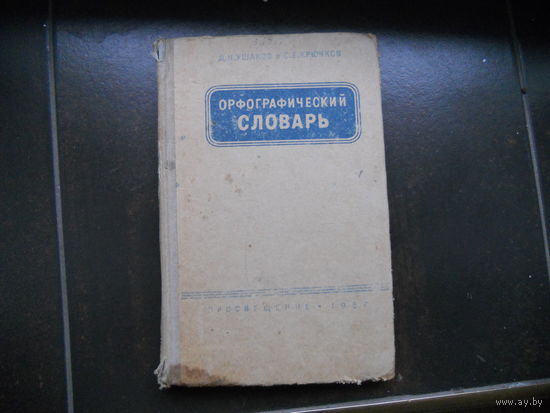 Д.Н.УШАКОВ и С.Е.КРЮЧКОВ
ОРФОГРАФИЧЕСКИЙ
СЛОВАРЬ
ПРОСВЕЩЕНИЕ •
www.ay.by